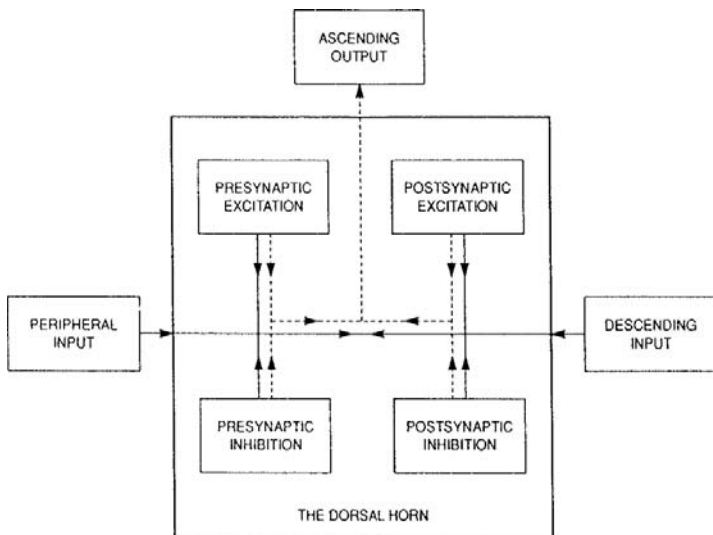 ASCENDING
OUTPUT
PRESYNAPTIC
EXCITATION
POSTSYNAPTIC
EXCITATION
PERIPHERAL
INPUT
DESCENDING
INPUT
PRESYNAPTIC
INHIBITION
POSTSYNAPTIC
INHIBITION
THE DORSAL HORN